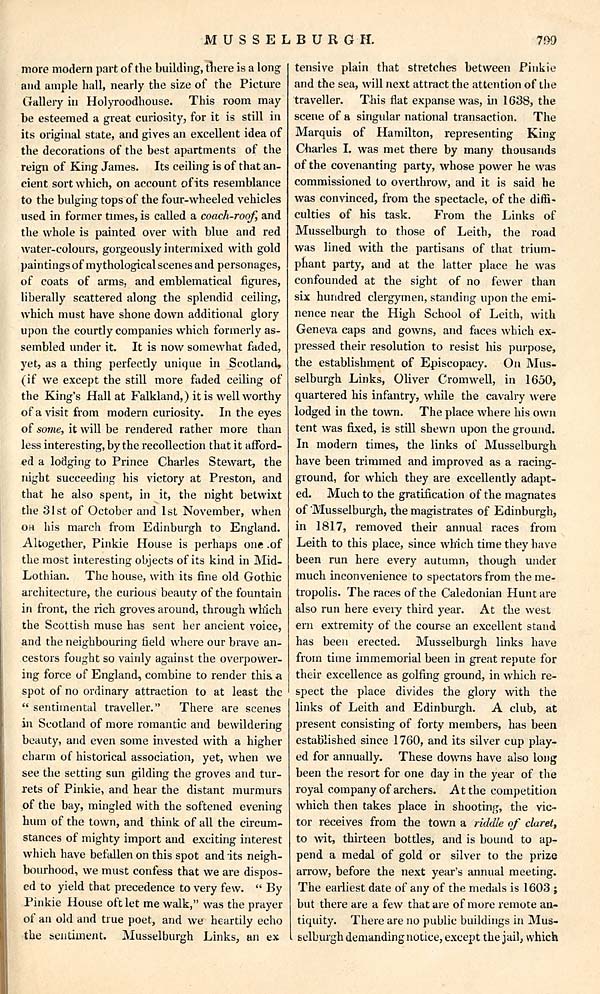 MUSSELBURGH.
799
more modern part of the building, there is a long
and ample hall, nearly the size of the Picture
Gallery in Holyroodhouse. This room may
be esteemed a great curiosity, for it is still in
its original state, and gives an excellent idea of
the decorations of the best apartments of the
reign of King James. Its ceiling is of that an-
cient sort which, on account of its resemblance
to the bulging tops of the four-wheeled vehicles
used in former times, is called a coach-roof, and
the whole is painted over with blue and red
water-colours, gorgeously intermixed with gold
paintings of mythological scenes and personages,
of coats of arms, and emblematical figures,
liberally scattered along the splendid ceiling,
which must have shone down additional glory
upon the courtly companies which formerly as-
sembled under it. It is now somewhat faded,
yet, as a thing perfectly unique in Scotland,
(if we except the still more faded ceiling of
the King's Hall at Falkland,) it is well worthy
of a visit from modern curiosity. In the eyes
of some, it will be rendered rather more than
less interesting, by the recollection that it afford-
ed a lodging to Prince Charles Stewart, the
night succeeding his victory at Preston, and
that he also spent, in it, the night betwixt
the 31st of October and 1st November, when
on his march from Edinburgh to England.
Altogether, Pinkie House is perhaps one of
the most interesting objects of its kind in Mid-
Lothian. The house, with its fine old Gothic
architecture, the curious beauty of the fountain
in front, the rich groves around, through which
the Scottish muse has sent her ancient voice,
and the neighbouring field where our brave an-
cestors fought so vainly against the overpower-
ing force of England, combine to render this a
spot of no ordinary attraction to at least the
" sentimental traveller." There are scenes
in Scotland of more romantic and bewildering
beauty, and even some invested with a higher
charm of historical association, yet, when we
see the setting sun gilding the groves and tur-
rets of Pinkie, and hear the distant murmurs
of the bay, mingled with the softened evening
hum of the town, and think of all the circum-
stances of mighty import and exciting interest
which have befallen on this spot and its neigh-
bourhood, we must confess that we are dispos-
ed to yield that precedence to very few. " By
Pinkie House oft let me walk," was the prayer
of an old and true poet, and we heartily echo
the sentiment. Musselburgh Links, an ex
tensive plain that stretches between Pinkie
and the sea, will next attract the attention of the
traveller. This flat expanse was, in 1638, the
scene of a singular national transaction. The
Marquis of Hamilton, representing King
Charles I. was met there by many thousands
of the covenanting party, whose power he was
commissioned to overthrow, and it is said he
was convinced, from the spectacle, of the diffi-
culties of his task. From the Links of
Musselburgh to those of Leith, the road
was lined with the partisans of that trium-
phant party, and at the latter place he was
confounded at the sight of no fewer than
six hundred clergymen, standing upon the emi-
nence near the High School of Leith, with
Geneva caps and gowns, and faces which ex-
pressed their resolution to resist his purpose,
the establishment of Episcopacy. On Mus-
selburgh Links, Oliver Cromwell, in 1650,
quartered his infantry, while the cavalry were
lodged in the town. The place where his own
tent was fixed, is still shewn upon the ground.
In modern times, the links of Musselburgh
have been trimmed and improved as a racing-
ground, for which they are excellently adapt-
ed. Much to the gratification of the magnates
of Musselburgh, the magistrates of Edinburgh,
in 1817, removed their annual races from
Leith to this place, since which time they have
been run here every autumn, though under
much inconvenience to spectators from the me-
tropolis. The races of the Caledonian Hunt are
also run here every third year. At the west
ern extremity of the course an excellent stand
has been erected. Musselburgh links have
from time immemorial been in great repute for
their excellence as golfing ground, in which re-
spect the place divides the glory with the
links of Leith and Edinburgh. A club, at
present consisting of forty members, has been
established since 1760, and its silver cup play-
ed for annually. These downs have also long
been the resort for one day in the year of the
royal company of archers. At the competition
which then takes place in shooting, the vic-
tor receives from the town a riddle of claret,
to wit, thirteen bottles, and is bound to ap-
pend a medal of gold or silver to the prize
arrow, before the next year's annual meeting.
The earliest date of any of the medals is 1603 ;
but there are a few that are of more remote an-
tiquity. There are no public buildings in Mus-
selburgh demanding notice, except the jail, which